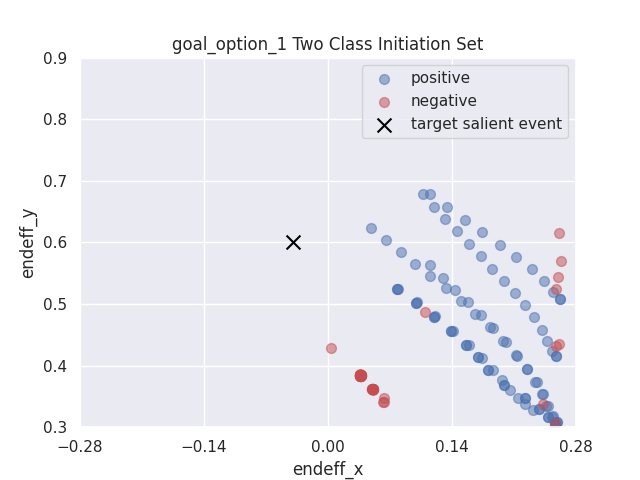 goal_option_1 Two Class Initiation Set
positive
negative
target salient event
endeff_y
0.9
0.8
0.7
0.6
0.5
0.4
0.3
−0.28
−0.14
0.00
0.14
0.28
endeff_x